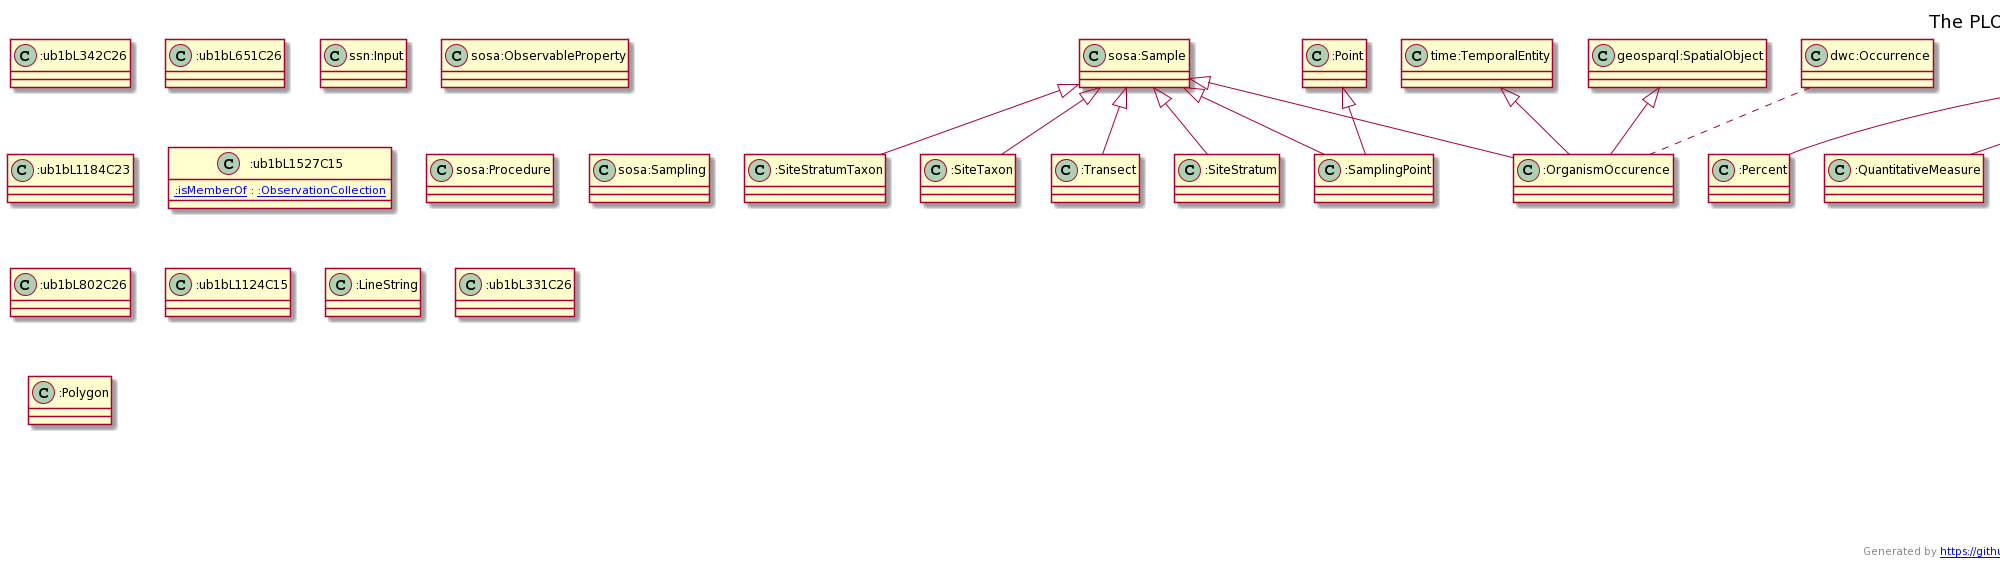 The PLO
C :ub1bL342C26
C :ub1bL651C26
C ssn:Input
C sosa:ObservableProperty
C sosa:Sample
C :Point
C time:TemporalEntity
C geosparql:SpatialObject
C dwc:Occurrence
C :ub1bL1184C23
C :ub1bL1527C15
:isMemberOf : :ObservationCollection
C sosa:Procedure
C sosa:Sampling
C :SiteStratumTaxon
C :SiteTaxon
C :Transect
C :SiteStratum
C :SamplingPoint
C :OrganismOccurence
C :Percent
C :QuantitativeMeasure
C :ub1bL802C26
C :ub1bL1124C15
C :LineString
C :ub1bL331C26
C :Polygon
Generated by https://githu